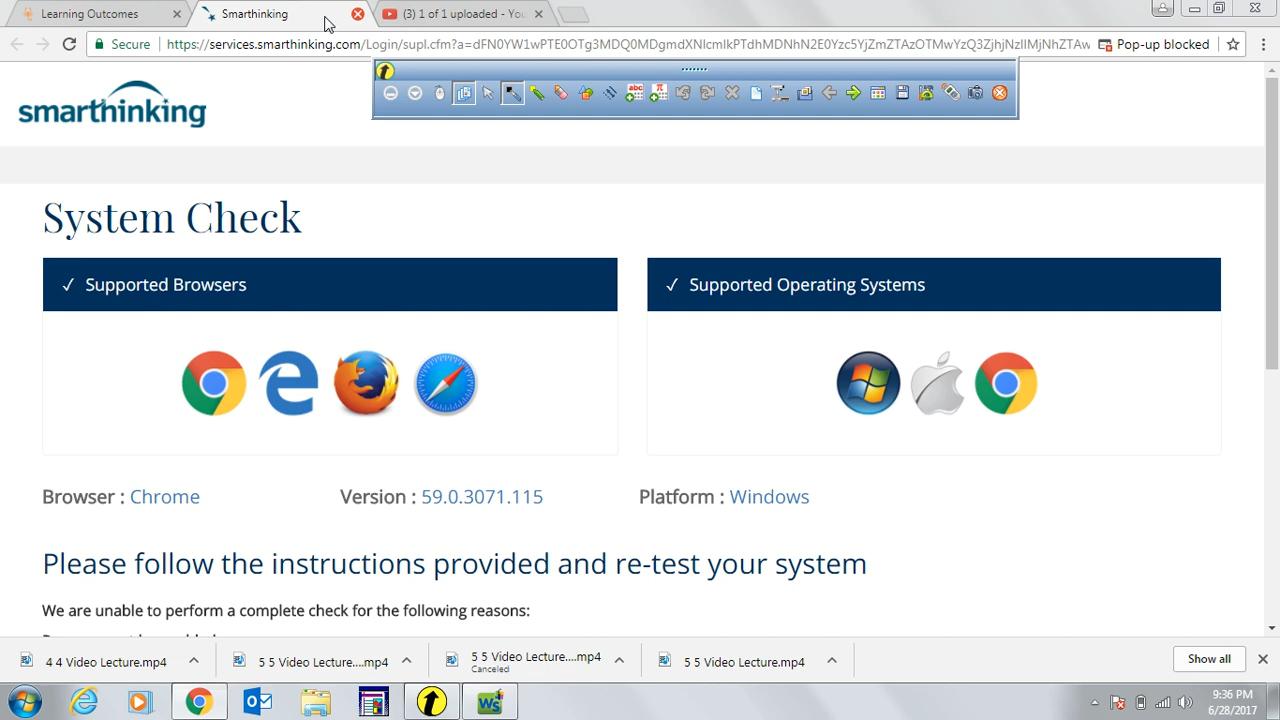 Learning Outcomes
Smarthinking
(3) 1 of 1 uploaded - You
Secure
https://services.smarthinking.com/Login/supl.cfm?a=dFN0YW1wPTE0OTg3MDQ0MDgmdXNlcmlkPTdhMDNhN2E0Yzc5YjZmZTAzOTMwYzQ3ZjhjNzllMjNhZTAw
Pop-up blocked
smarthinking
abc
π
System Check
✓ Supported Browsers
✓ Supported Operating Systems
Browser : Chrome
Version : 59.0.3071.115
Platform : Windows
Please follow the instructions provided and re-test your system
We are unable to perform a complete check for the following reasons:
4 4 Video Lecture.mp4
5 5 Video Lecture....mp4
5 5 Video Lecture....mp4
Canceled
5 5 Video Lecture.mp4
Show all
9:36 PM
6/28/2017